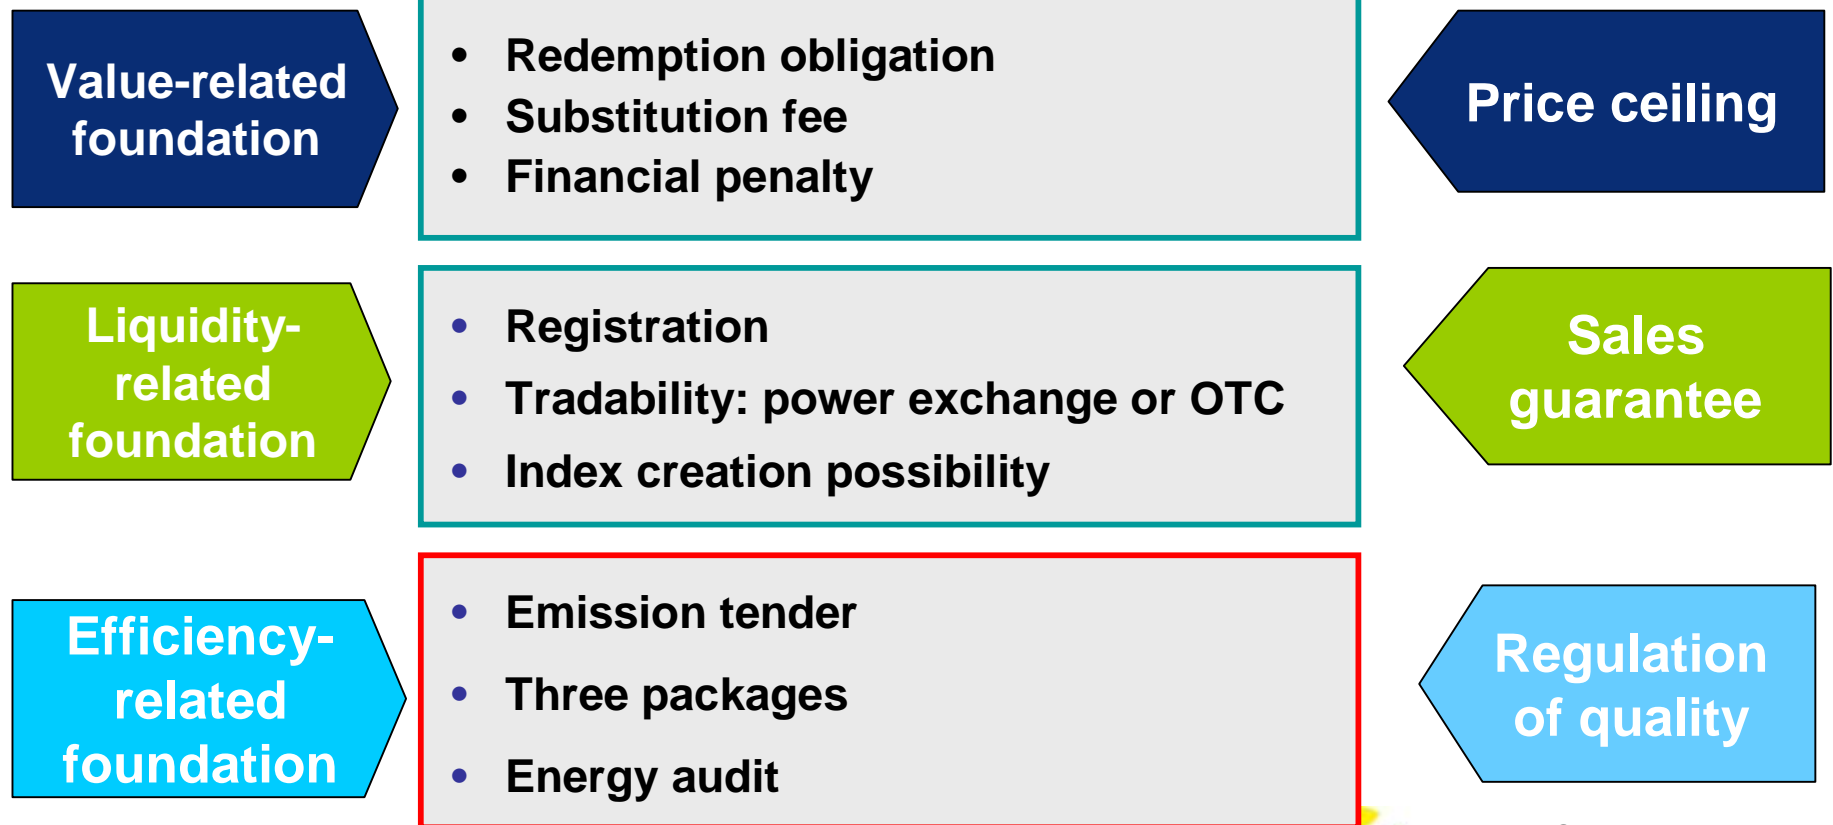 Value-related
foundation
• Redemption obligation
• Substitution fee
• Financial penalty
Price ceiling
Liquidity-
related
foundation
• Registration
• Tradability: power exchange or OTC
• Index creation possibility
Sales
guarantee
Efficiency-
related
foundation
• Emission tender
• Three packages
• Energy audit
Regulation
of quality